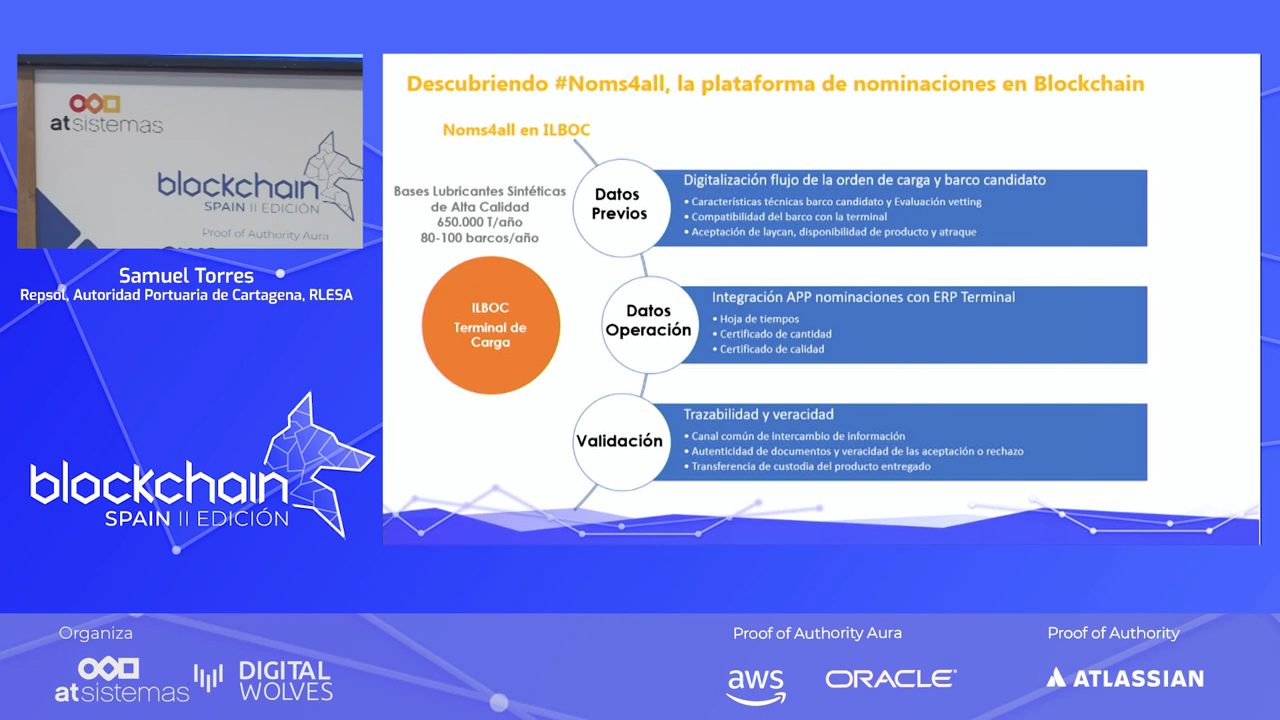 atsistemas
blockchain
SPAIN II EDICIÓN
Proof of Authority Aura
Samuel Torres
Repsol, Autoridad Portuaria de Cartagena, RLESA
blockchain
SPAIN II EDICIÓN
Descubriendo #Noms4all, la plataforma de nominaciones en Blockchain
Noms4all en ILBOC
Bases Lubricantes Sintéticas
de Alta Calidad
650.000 T/año
80-100 barcos/año
ILBOC
Terminal de
Carga
Datos
Previos
Digitalización flujo de la orden de carga y barco candidato
• Características técnicas barco candidato y Evaluación vetting
• Compatibilidad del barco con la terminal
• Aceptación de laycan, disponibilidad de producto y atraque
Datos
Operación
Integración APP nominaciones con ERP Terminal
• Hoja de tiempos
• Certificado de cantidad
• Certificado de calidad
Validación
Trazabilidad y veracidad
• Canal común de intercambio de información
• Autenticidad de documentos y veracidad de las aceptación o rechazo
• Transferencia de custodia del producto entregado
Organiza
atsistemas
DIGITAL
WOLVES
Proof of Authority Aura
aws
ORACLE
Proof of Authority
ATLASSIAN